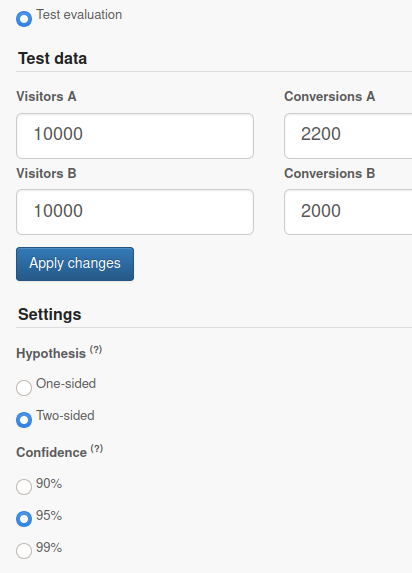 Test evaluation
Test data
Visitors A Conversions A
10000 2200
Visitors B Conversions B
10000 2000
Apply changes
Settings
Hypothesis (?)
One-sided
Two-sided
Confidence (?)
90%
95%
99%